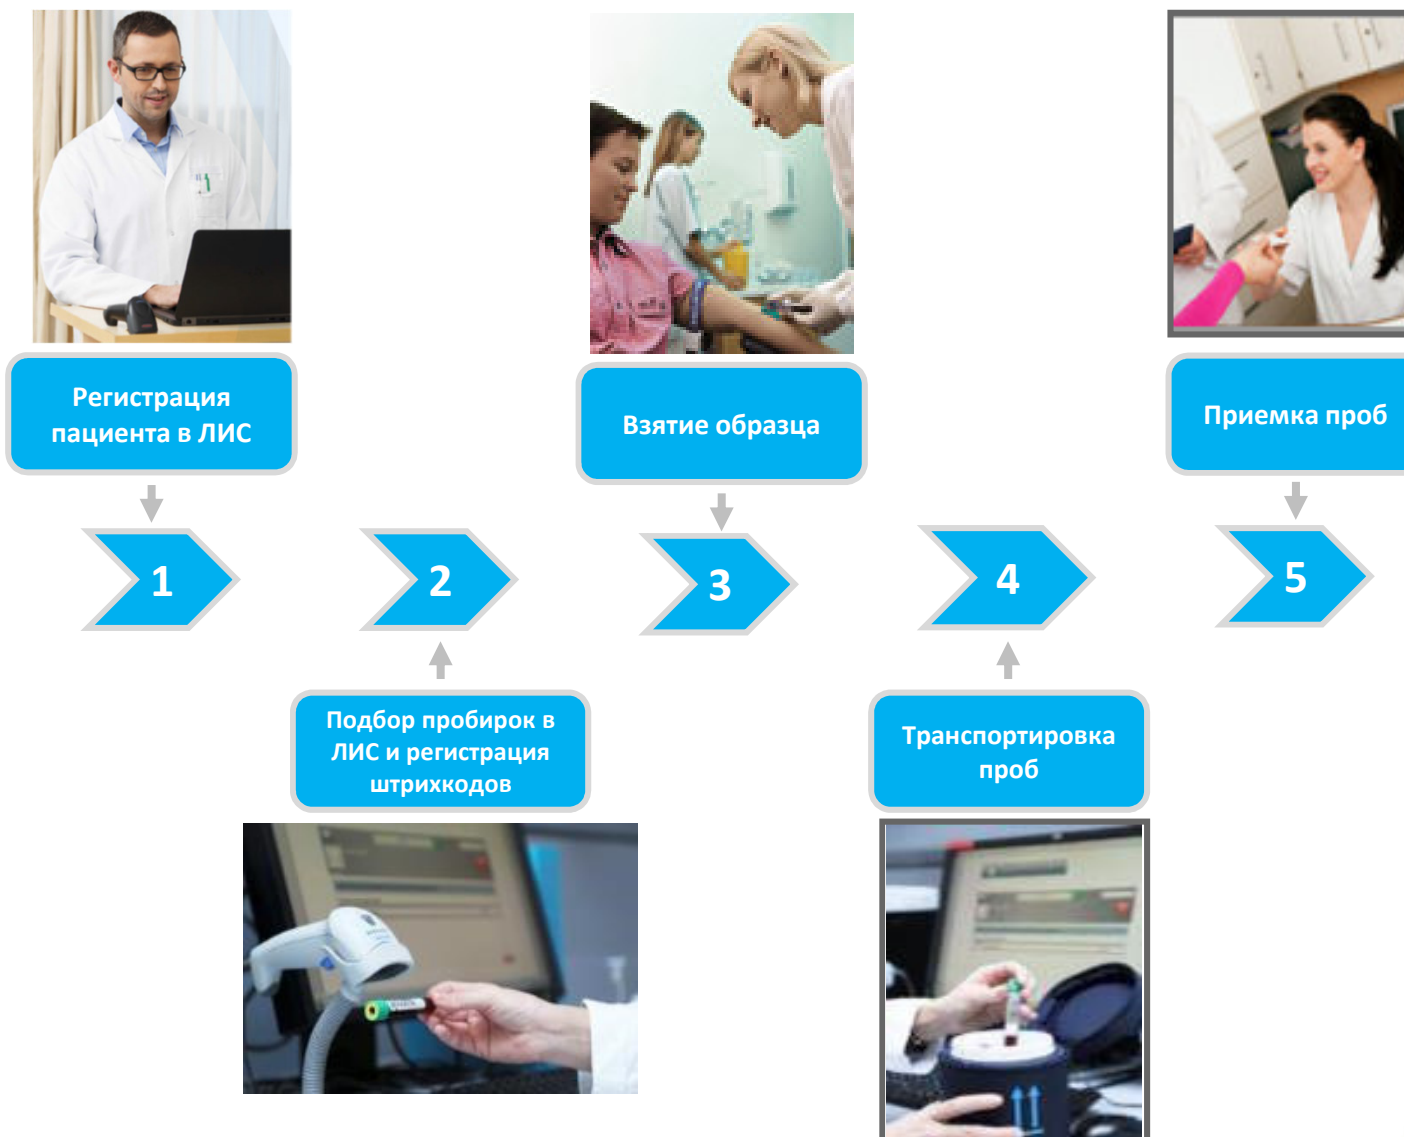 Регистрация
пациента в ЛИС
Взятие образца
Приемка проб
1
2
3
4
5
Подбор пробирок в
ЛИС и регистрация
штрихкодов
Транспортировка
проб